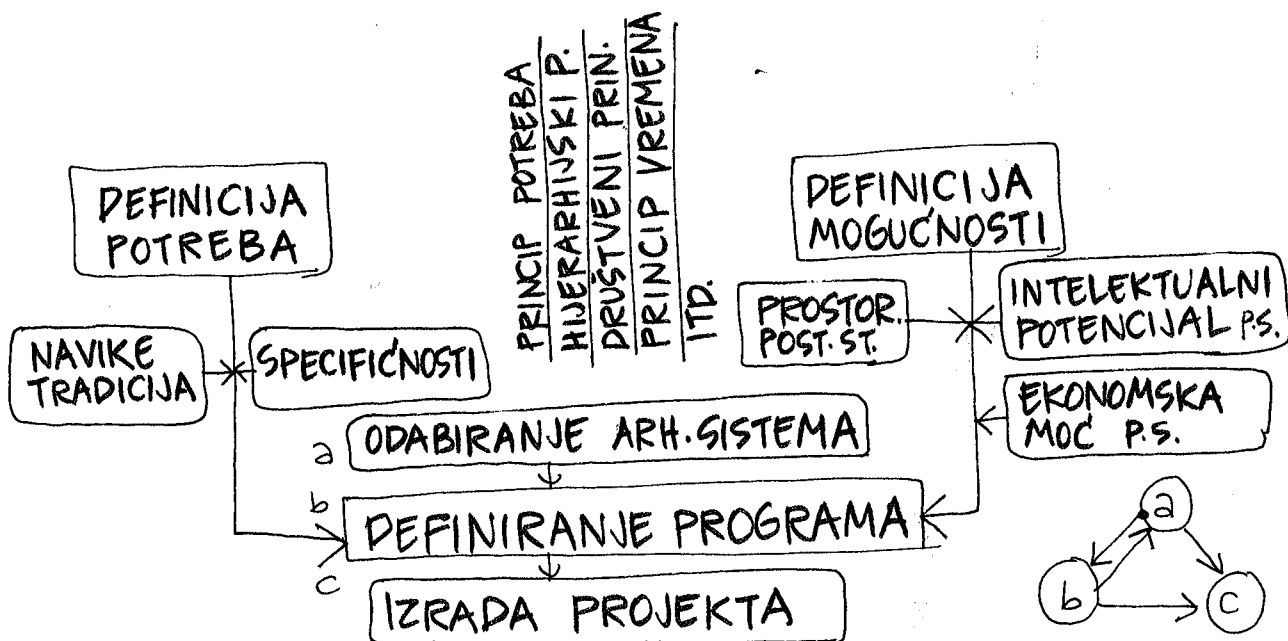 PRINCIP POTREBA
HIJERARHIJSKI P.
DRUŠTVENI PRIN.
PRINCIP VREMENA
ITD.
DEFINICIJA
POTREBA
DEFINICIJA
MOGUĆNOSTI
NAVIKE
TRADICIJA
SPECIFIĆNOSTI
PROSTOR.
POST. ST.
INTELEKTUALNI
POTENCIJAL P.S.
EKONOMSKA
MOĆ P.S.
a
ODABIRANJE ARH. SISTEMA
b
DEFINIRANJE PROGRAMA
c
IZRADA PROJEKTA
a
b
c